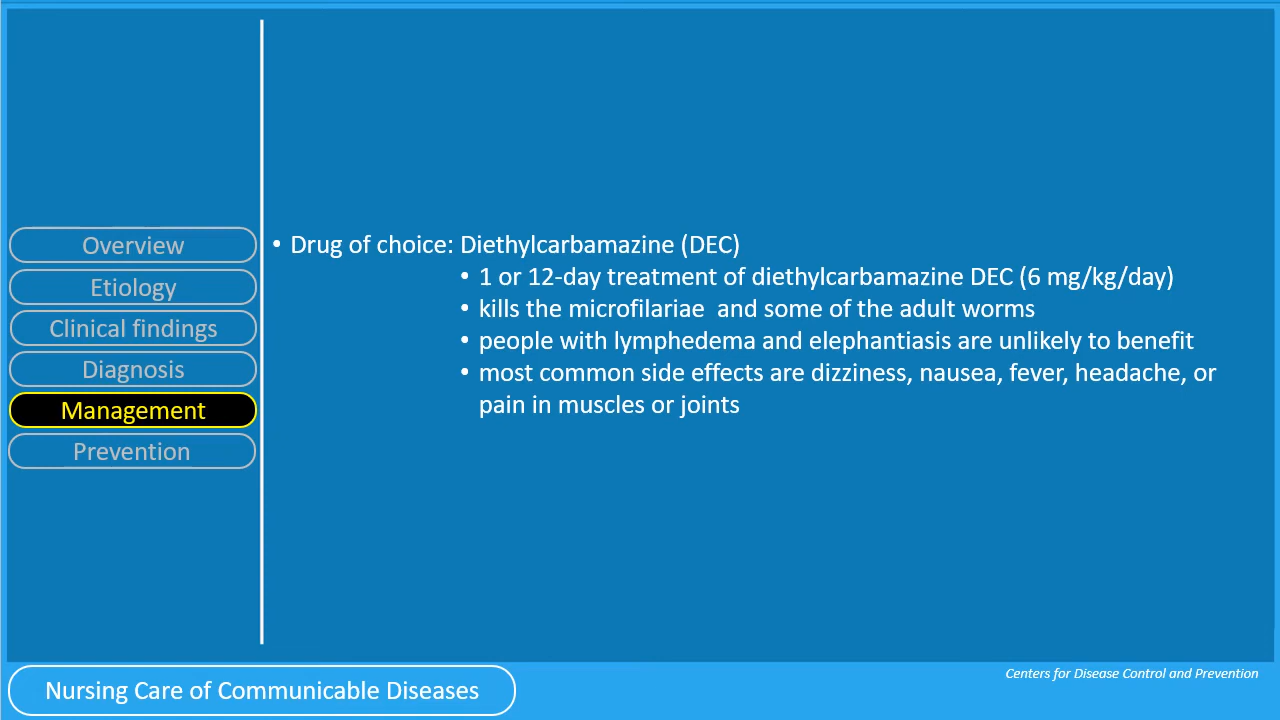 Overview
Etiology
Clinical findings
Diagnosis
Management
Prevention
• Drug of choice: Diethylcarbamazine (DEC)
• 1 or 12-day treatment of diethylcarbamazine DEC (6 mg/kg/day)
• kills the microfilariae  and some of the adult worms
• people with lymphedema and elephantiasis are unlikely to benefit
• most common side effects are dizziness, nausea, fever, headache, or
pain in muscles or joints
Centers for Disease Control and Prevention
Nursing Care of Communicable Diseases